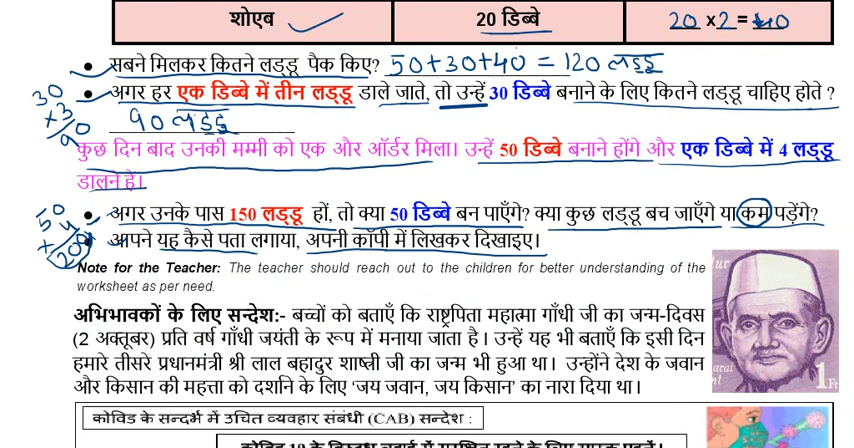 शोएब 20 डिब्बे 20 x 2 = 40
• सबने मिलकर कितने लड्डू पैक किए? 50+30+40 = 120 लड्डू
30
x3
90
• अगर हर एक डिब्बे में तीन लड्डू डाले जाते, तो उन्हें 30 डिब्बे बनाने के लिए कितने लड्डू चाहिए होते ?
90 लड्डू
कुछ दिन बाद उनकी मम्मी को एक और ऑर्डर मिला। उन्हें 50 डिब्बे बनाने होंगे और एक डिब्बे में 4 लड्डू
डालने हैं।
50
x4
200
• अगर उनके पास 150 लड्डू हों, तो क्या 50 डिब्बे बन पाएँगे? क्या कुछ लड्डू बच जाएँगे या कम पड़ेंगे?
• आपने यह कैसे पता लगाया, अपनी कॉपी में लिखकर दिखाइए।
Note for the Teacher: The teacher should reach out to the children for better understanding of the
worksheet as per need.
अभिभावकों के लिए सन्देश:- बच्चों को बताएँ कि राष्ट्रपिता महात्मा गाँधी जी का जन्म-दिवस
(2 अक्तूबर) प्रति वर्ष गाँधी जयंती के रूप में मनाया जाता है। उन्हें यह भी बताएँ कि इसी दिन
हमारे तीसरे प्रधानमंत्री श्री लाल बहादुर शाष्त्री जी का जन्म भी हुआ था। उन्होंने देश के जवान
और किसान की महत्ता को दर्शाने के लिए 'जय जवान, जय किसान' का नारा दिया था।
कोविड के सन्दर्भ में उचित व्यवहार संबंधी (CAB) सन्देश :